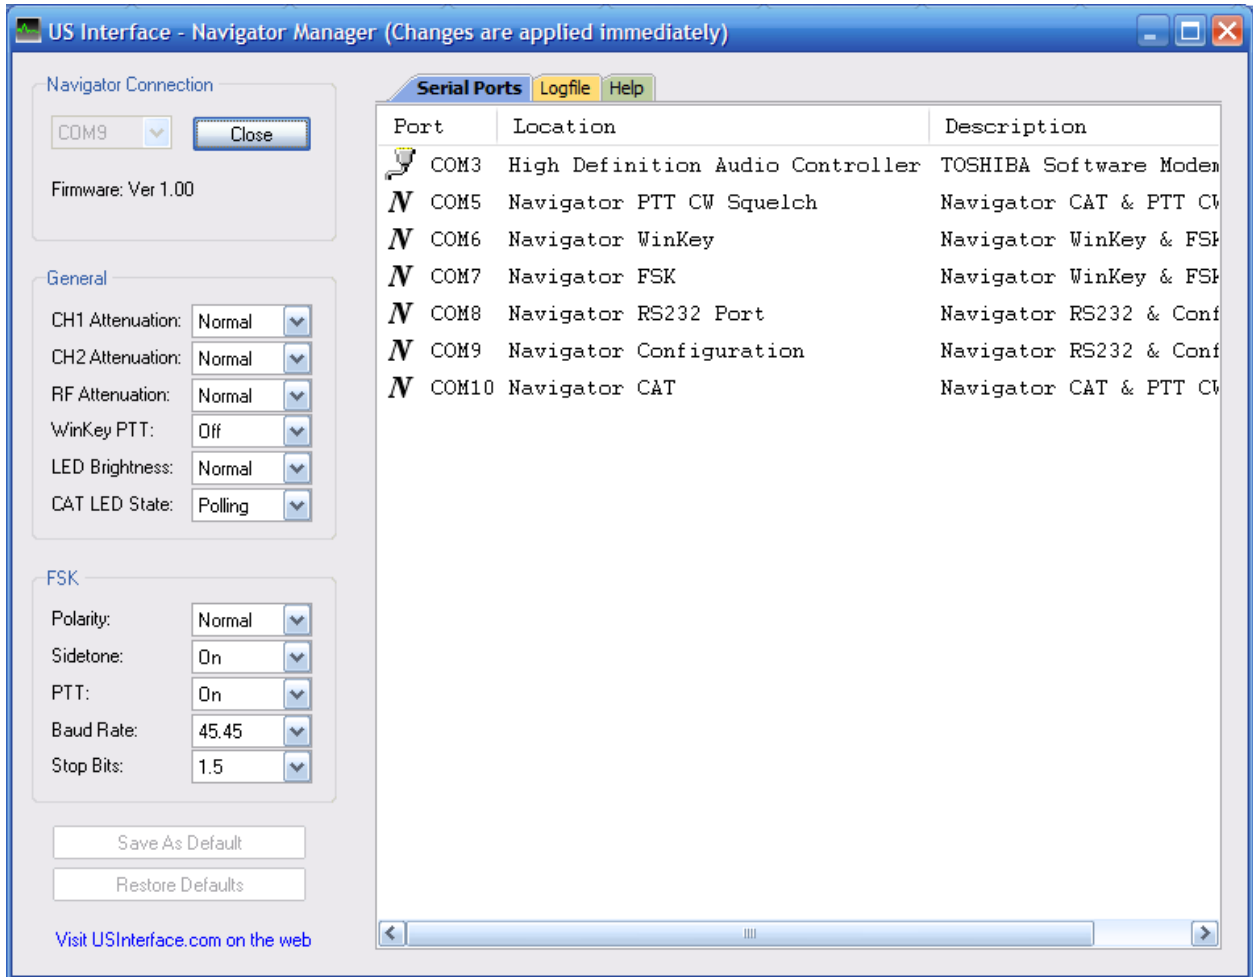 US Interface - Navigator Manager (Changes are applied immediately)
Navigator Connection
COM9
Close
Firmware: Ver 1.00
General
CH1 Attenuation: Normal
CH2 Attenuation: Normal
RF Attenuation: Normal
WinKey PTT: Off
LED Brightness: Normal
CAT LED State: Polling
FSK
Polarity: Normal
Sidetone: On
PTT: On
Baud Rate: 45.45
Stop Bits: 1.5
Save As Default
Restore Defaults
Visit USInterface.com on the web
Serial Ports Logfile Help
Port Location Description
COM3 High Definition Audio Controller TOSHIBA Software Modem
N COM5 Navigator PTT CW Squelch Navigator CAT & PTT CW
N COM6 Navigator WinKey Navigator WinKey & FSK
N COM7 Navigator FSK Navigator WinKey & FSK
N COM8 Navigator RS232 Port Navigator RS232 & Conf
N COM9 Navigator Configuration Navigator RS232 & Conf
N COM10 Navigator CAT Navigator CAT & PTT CW